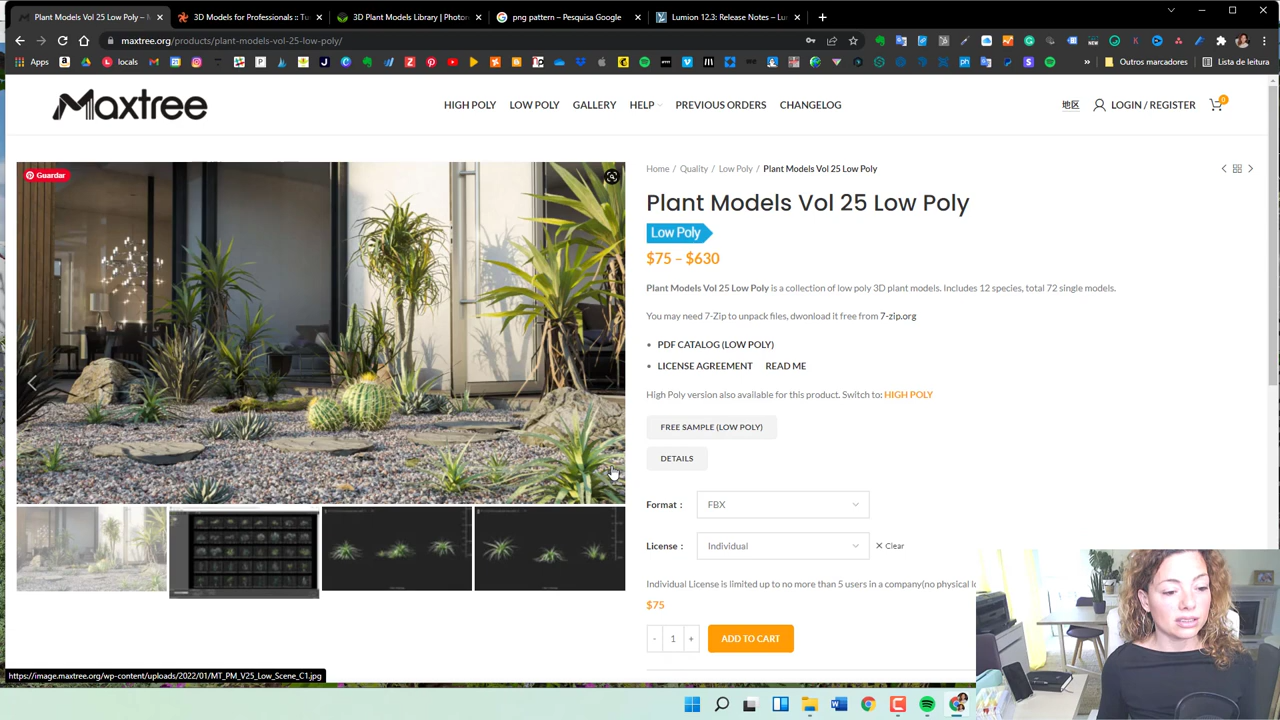 Plant Models Vol 25 Low Poly – M
3D Models for Professionals :: Tu
3D Plant Models Library | Photor
png pattern – Pesquisa Google
Lumion 12.3: Release Notes – Lu
maxtree.org/products/plant-models-vol-25-low-poly/
Apps
locais
Outros marcadores
Lista de leitura
Maxtree
HIGH POLY
LOW POLY
GALLERY
HELP
PREVIOUS ORDERS
CHANGELOG
地区
LOGIN / REGISTER
0
Guardar
Home / Quality / Low Poly / Plant Models Vol 25 Low Poly
Plant Models Vol 25 Low Poly
Low Poly
$75 – $630
Plant Models Vol 25 Low Poly is a collection of low poly 3D plant models. Includes 12 species, total 72 single models.
You may need 7-Zip to unpack files, dwonload it free from 7-zip.org
PDF CATALOG (LOW POLY)
LICENSE AGREEMENT READ ME
High Poly version also available for this product. Switch to: HIGH POLY
FREE SAMPLE (LOW POLY)
DETAILS
Format : FBX
License : Individual
Clear
Individual License is limited up to no more than 5 users in a company(no physical lo
$75
- 1 +
ADD TO CART
https://image.maxtree.org/wp-content/uploads/2022/01/MT_PM_V25_Low_Scene_C1.jpg